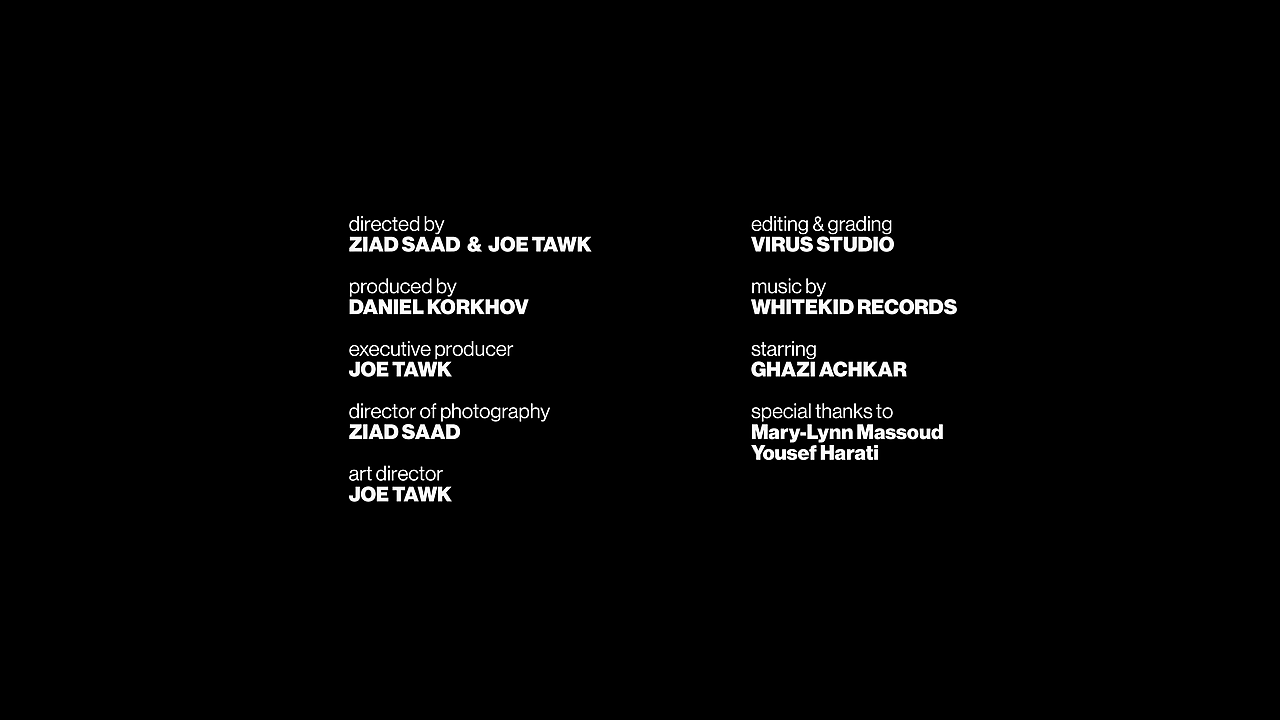 directed by
ZIAD SAAD & JOE TAWK
produced by
DANIEL KORKHOV
executive producer
JOE TAWK
director of photography
ZIAD SAAD
art director
JOE TAWK
editing & grading
VIRUS STUDIO
music by
WHITEKID RECORDS
starring
GHAZI ACHKAR
special thanks to
Mary-Lynn Massoud
Yousef Harati